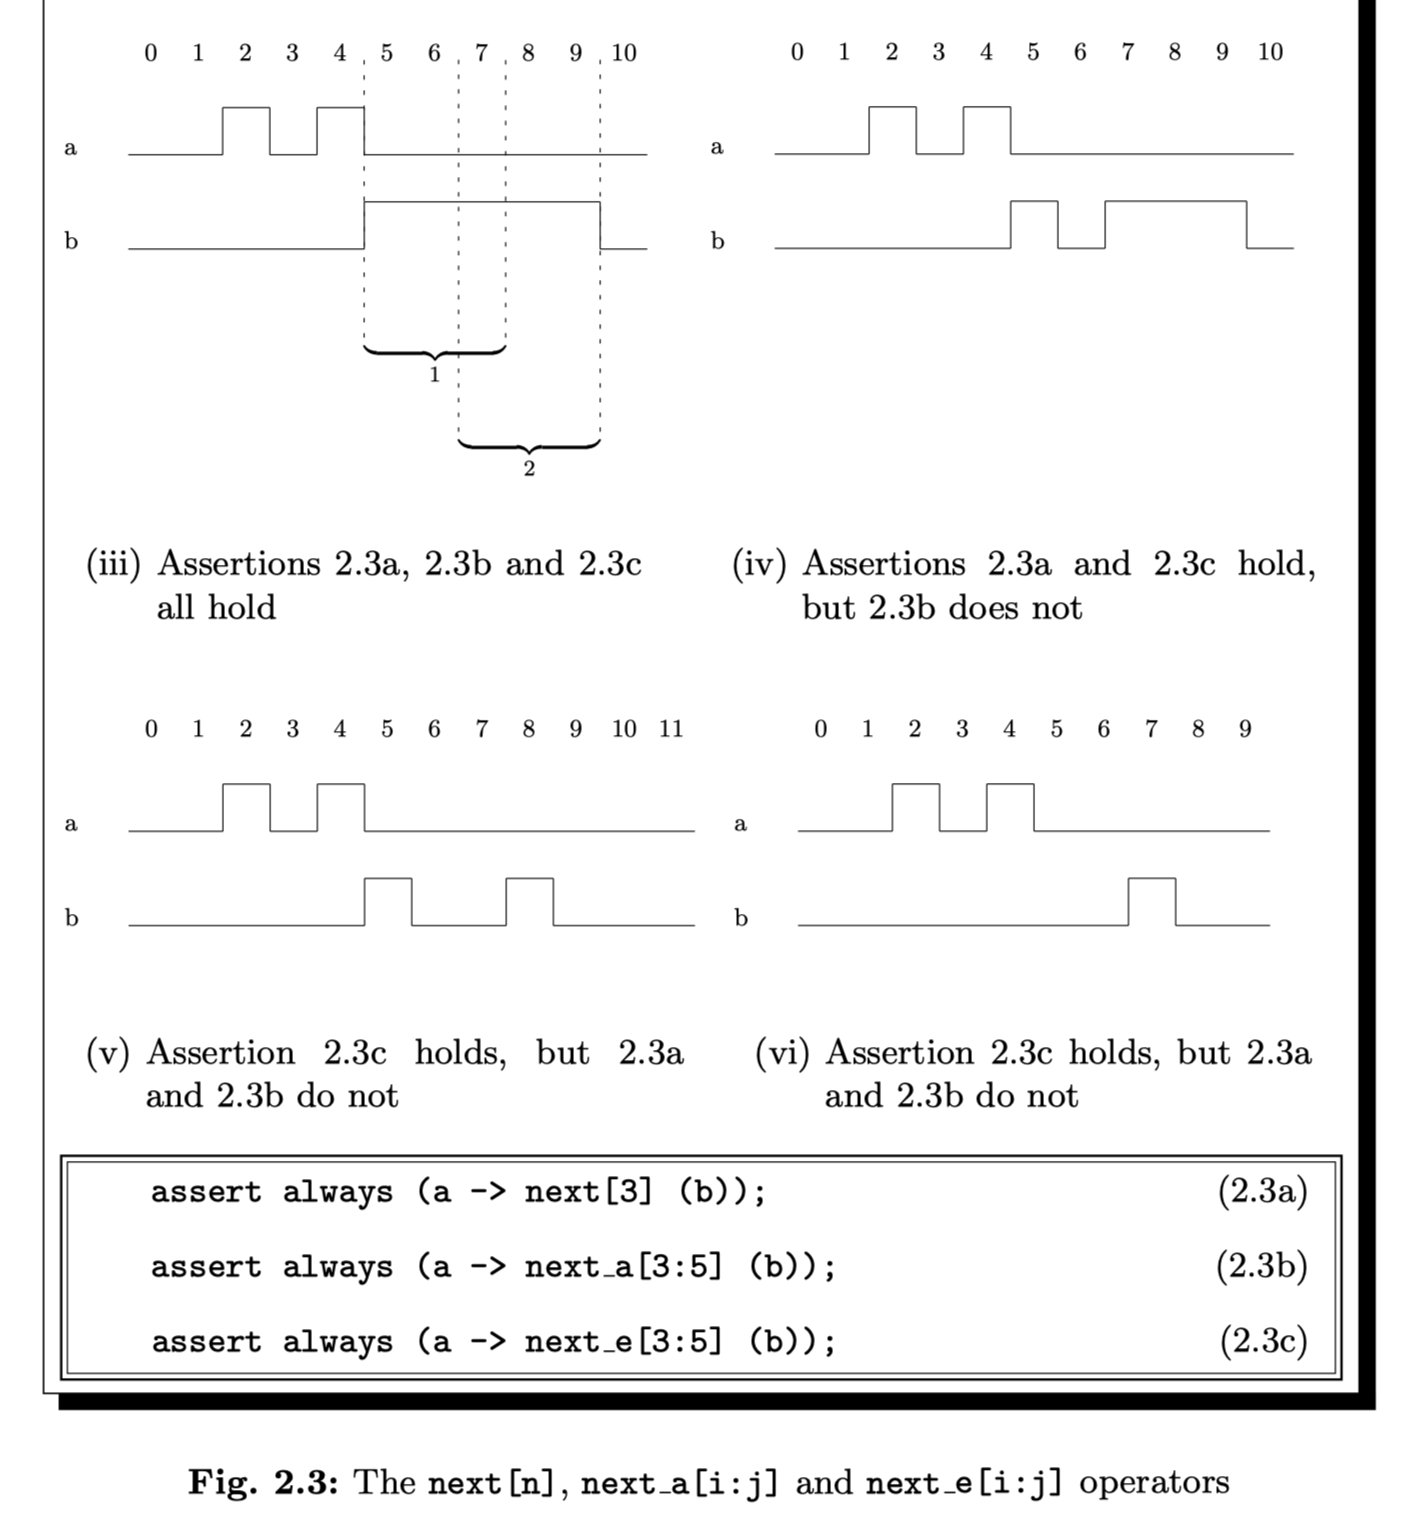 0 1 2 3 4 5 6 7 8 9 10
a
b
1
2
(iii) Assertions 2.3a, 2.3b and 2.3c
all hold
0 1 2 3 4 5 6 7 8 9 10
a
b
(iv) Assertions 2.3a and 2.3c hold,
but 2.3b does not
0 1 2 3 4 5 6 7 8 9 10 11
a
b
(v) Assertion 2.3c holds, but 2.3a
and 2.3b do not
0 1 2 3 4 5 6 7 8 9
a
b
(vi) Assertion 2.3c holds, but 2.3a
and 2.3b do not
assert always (a -> next[3] (b)); (2.3a)
assert always (a -> next_a[3:5] (b)); (2.3b)
assert always (a -> next_e[3:5] (b)); (2.3c)
Fig. 2.3: The next[n], next_a[i:j] and next_e[i:j] operators